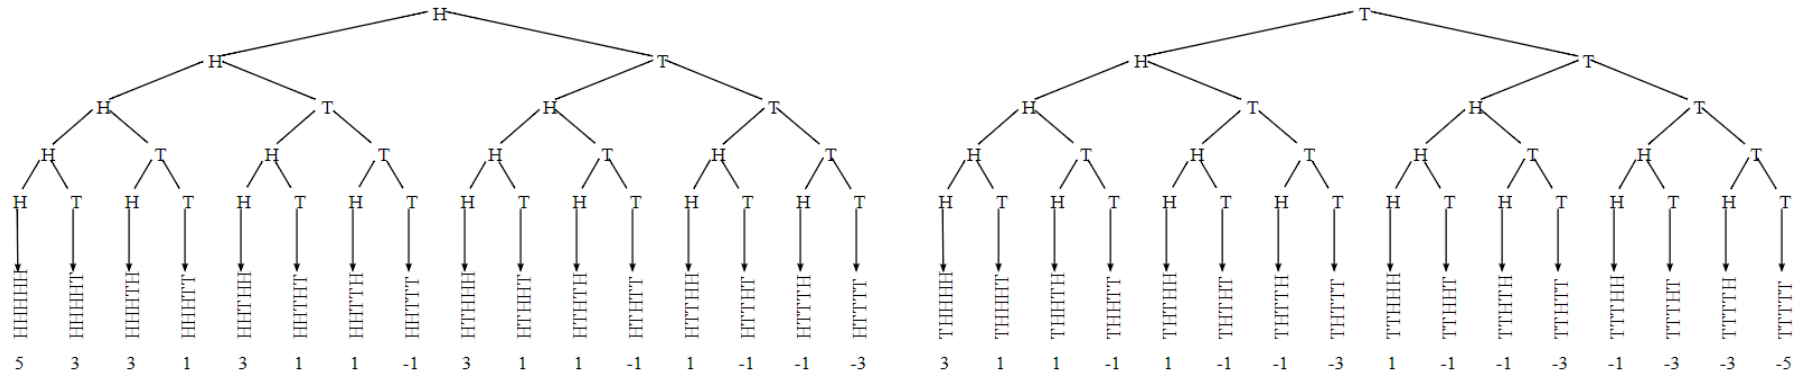 H T
H T H T
H T H T H T H T
H T H T H T H T H T H T H T H T
H T H T H T H T H T H T H T H T H T H T H T H T H T H T H T H T
HHHHH HHHHT HHHTH HHHTT HHTHH HHTHT HHTTH HHTTT HTHHH HTHHT HTHTH HTHTT HTTHH HTTHT HTTTH HTTTT THHHH THHHT THHTH THHTT THTHH THTHT THTTH THTTT TTHHH TTHHT TTHTH TTHTT TTTHH TTTHT TTTTH TTTTT
5 3 3 1 3 1 1 -1 3 1 1 -1 1 -1 -1 -3 3 1 1 -1 1 -1 -1 -3 1 -1 -1 -3 -1 -3 -3 -5